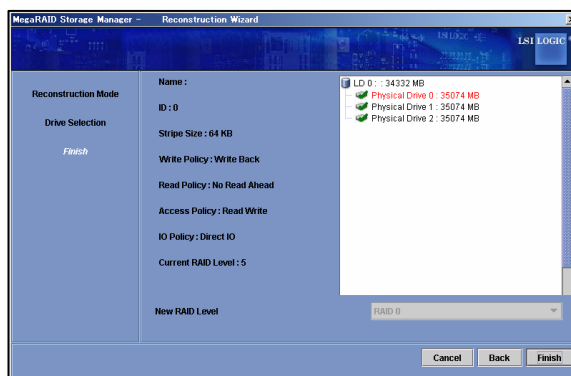 MegaRAID Storage Manager - Reconstruction Wizard
LSI LOGIC
LSI LOGIC
Reconstruction Mode
Drive Selection
Finish
Name :
ID : 0
Stripe Size : 64 KB
Write Policy : Write Back
Read Policy : No Read Ahead
Access Policy : Read Write
IO Policy : Direct IO
Current RAID Level : 5
LD 0 : : 34332 MB
Physical Drive 0 : 35074 MB
Physical Drive 1 : 35074 MB
Physical Drive 2 : 35074 MB
New RAID Level
RAID 0
Cancel
Back
Finish